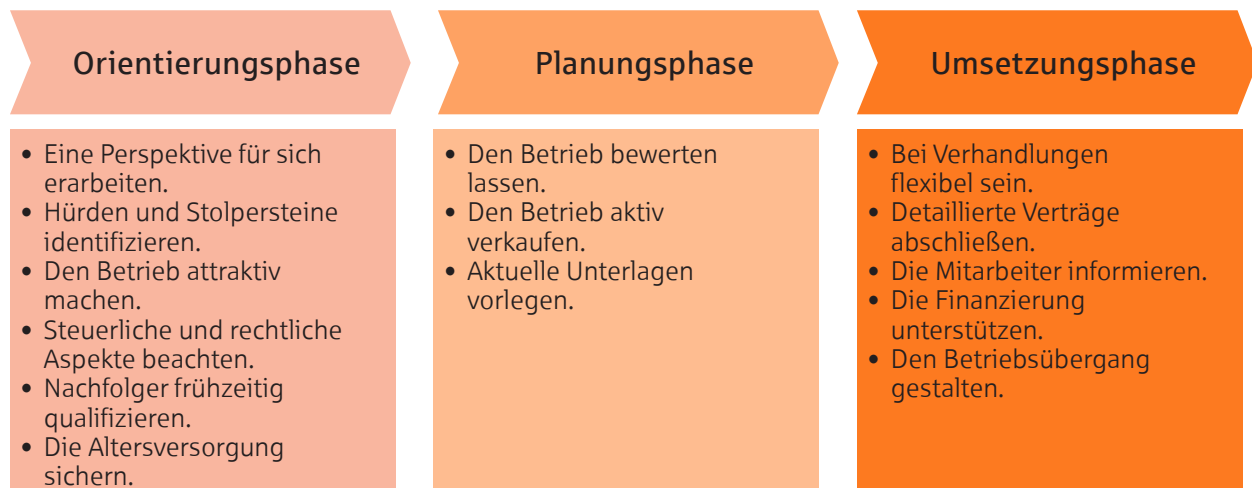 Orientierungsphase
• Eine Perspektive für sich
erarbeiten.
• Hürden und Stolpersteine
identifizieren.
• Den Betrieb attraktiv
machen.
• Steuerliche und rechtliche
Aspekte beachten.
• Nachfolger frühzeitig
qualifizieren.
• Die Altersversorgung
sichern.
Planungsphase
• Den Betrieb bewerten
lassen.
• Den Betrieb aktiv
verkaufen.
• Aktuelle Unterlagen
vorlegen.
Umsetzungsphase
• Bei Verhandlungen
flexibel sein.
• Detaillierte Verträge
abschließen.
• Die Mitarbeiter informieren.
• Die Finanzierung
unterstützen.
• Den Betriebsübergang
gestalten.